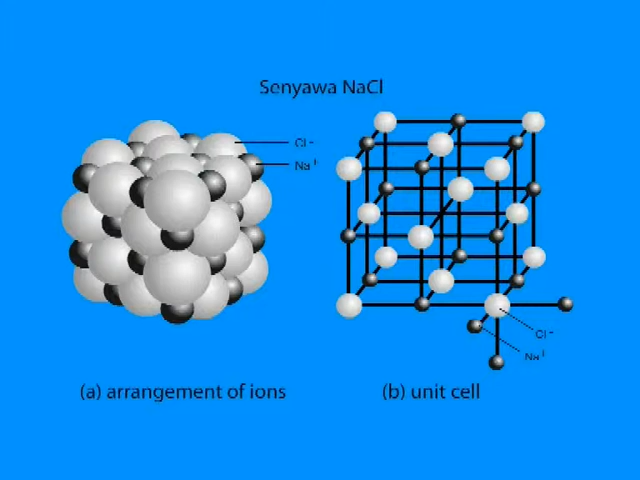 Senyawa NaCl
Cl⁻
Na⁺
Cl⁻
Na⁺
(a) arrangement of ions
(b) unit cell